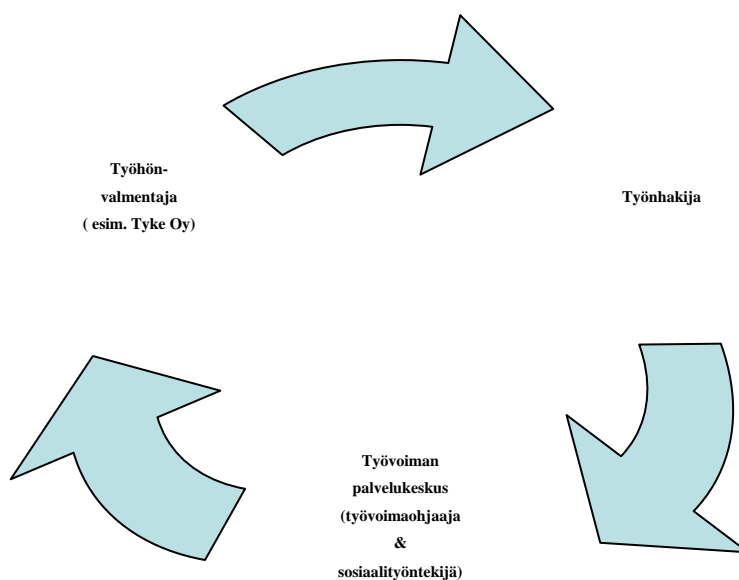 Työhön-
valmentaja
( esim. Tyke Oy)
Työnhakija
Työvoiman
palvelukeskus
(työvoimaohjaaja
&
sosiaalityöntekijä)